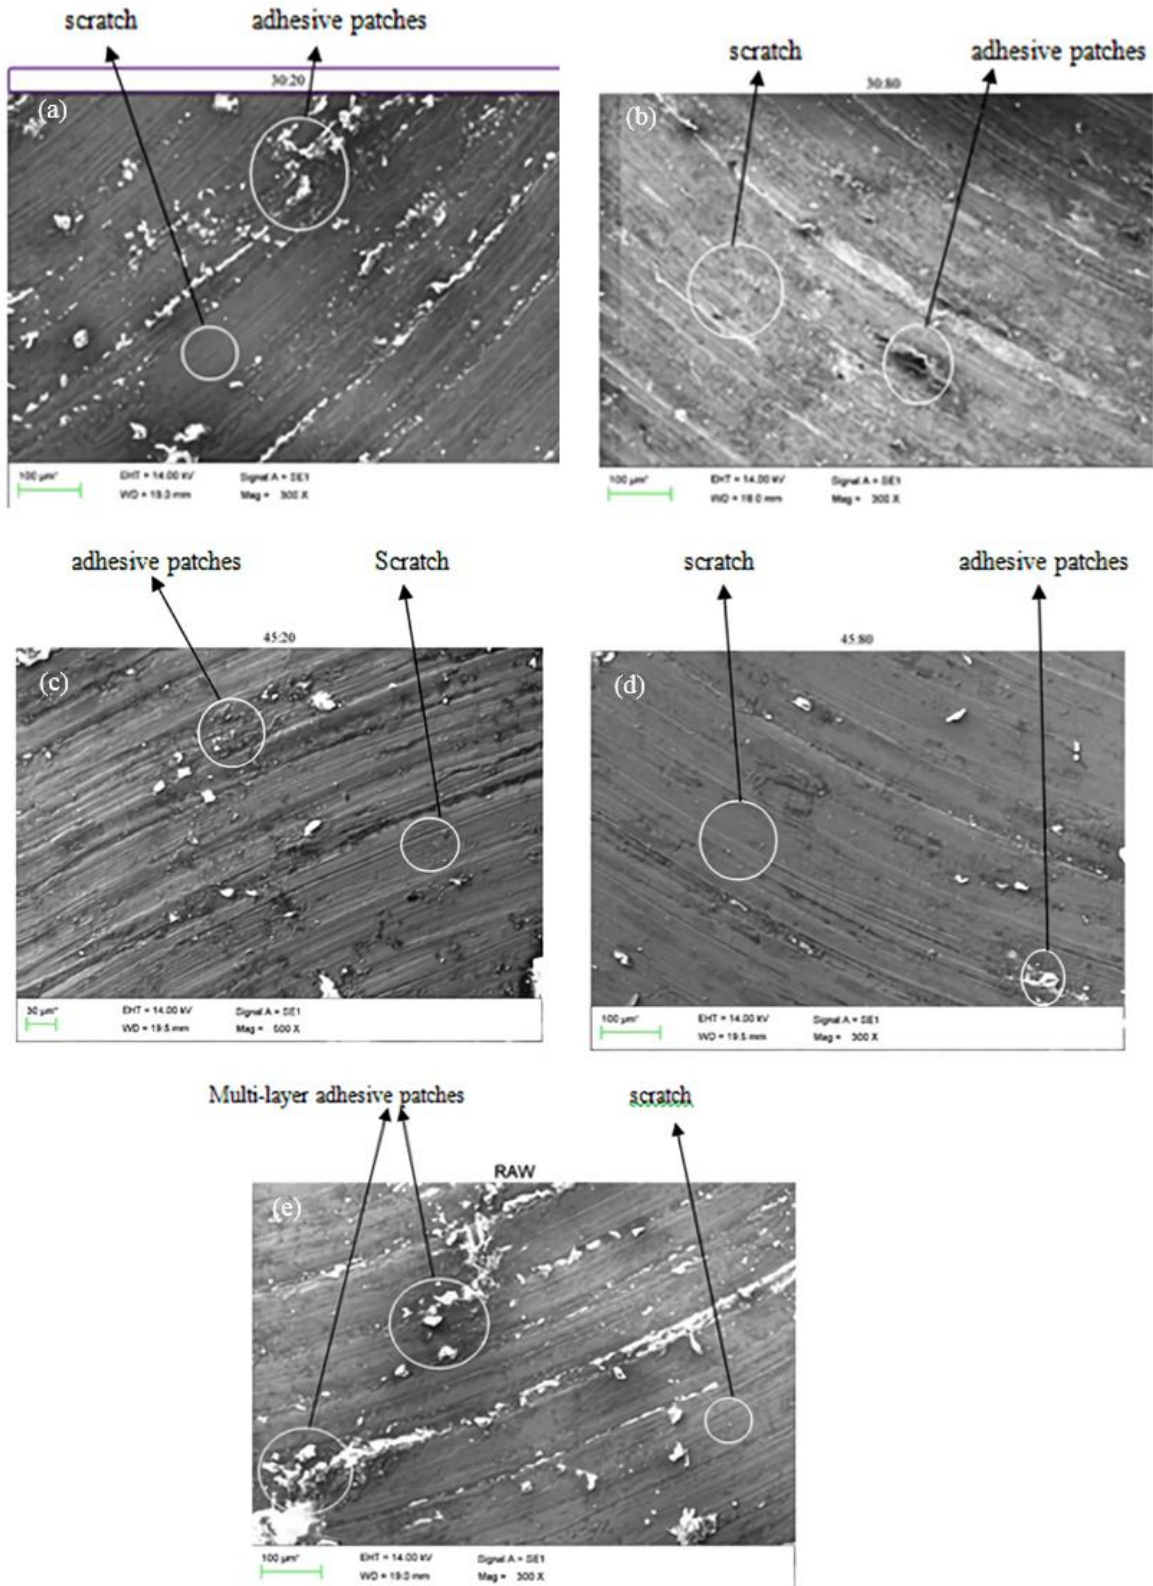 scratch adhesive patches
30:20
(a)
100 µm* EHT = 14.00 kV Signal A = SE1
WD = 19.0 mm Mag = 300 X
scratch adhesive patches
30:80
(b)
100 µm* EHT = 14.00 kV Signal A = SE1
WD = 18.0 mm Mag = 300 X
adhesive patches Scratch
45:20
(c)
30 µm* EHT = 14.00 kV Signal A = SE1
WD = 19.5 mm Mag = 500 X
scratch adhesive patches
45:80
(d)
100 µm* EHT = 14.00 kV Signal A = SE1
WD = 19.5 mm Mag = 300 X
Multi-layer adhesive patches scratch
RAW
(e)
100 µm* EHT = 14.00 kV Signal A = SE1
WD = 19.0 mm Mag = 300 X